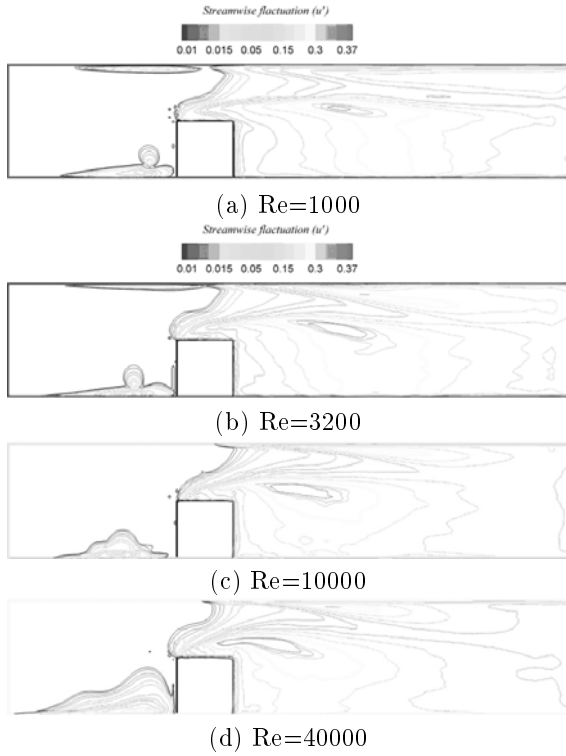 Streamwise flactuation (u')
0.01 0.015 0.05 0.15 0.3 0.37
(a) Re=1000
Streamwise flactuation (u')
0.01 0.015 0.05 0.15 0.3 0.37
(b) Re=3200
(c) Re=10000
(d) Re=40000